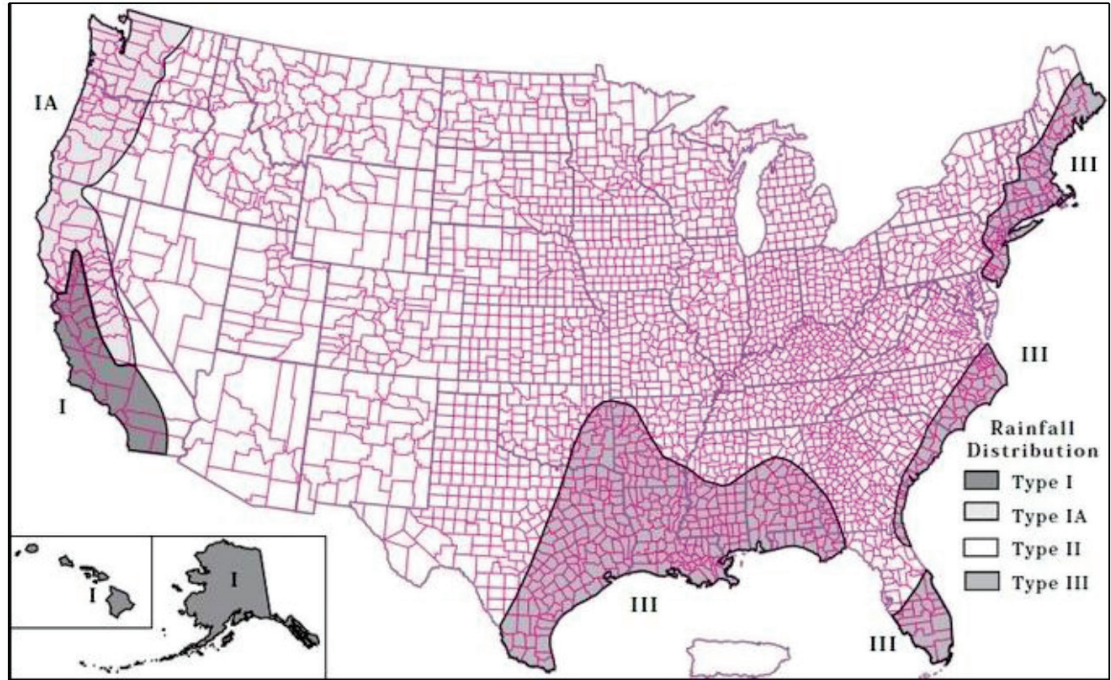 IA
III
III
I
Rainfall
Distribution
Type I
Type IA
Type II
Type III
I
I
III
III